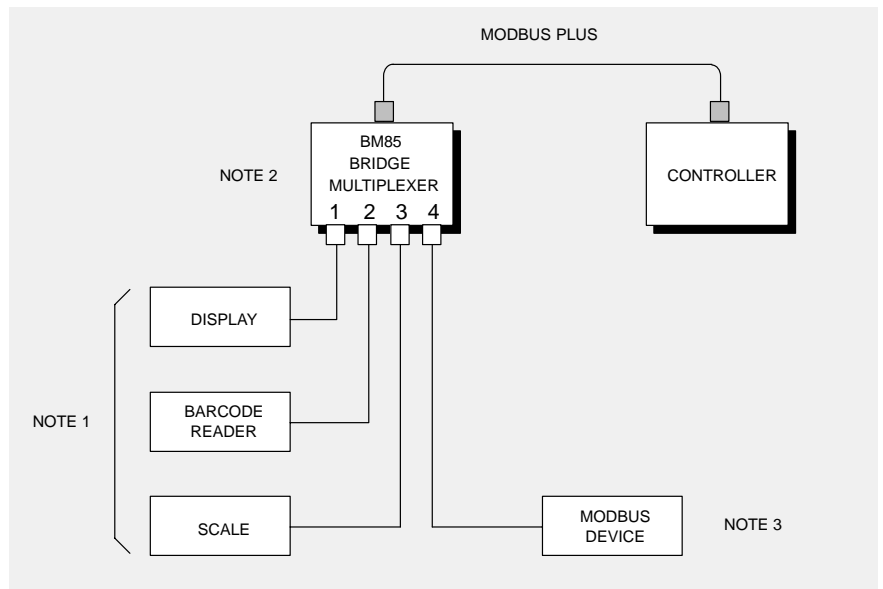 MODBUS PLUS
BM85
BRIDGE
MULTIPLEXER
1 2 3 4
NOTE 2
CONTROLLER
DISPLAY
BARCODE
READER
NOTE 1
SCALE
MODBUS
DEVICE
NOTE 3